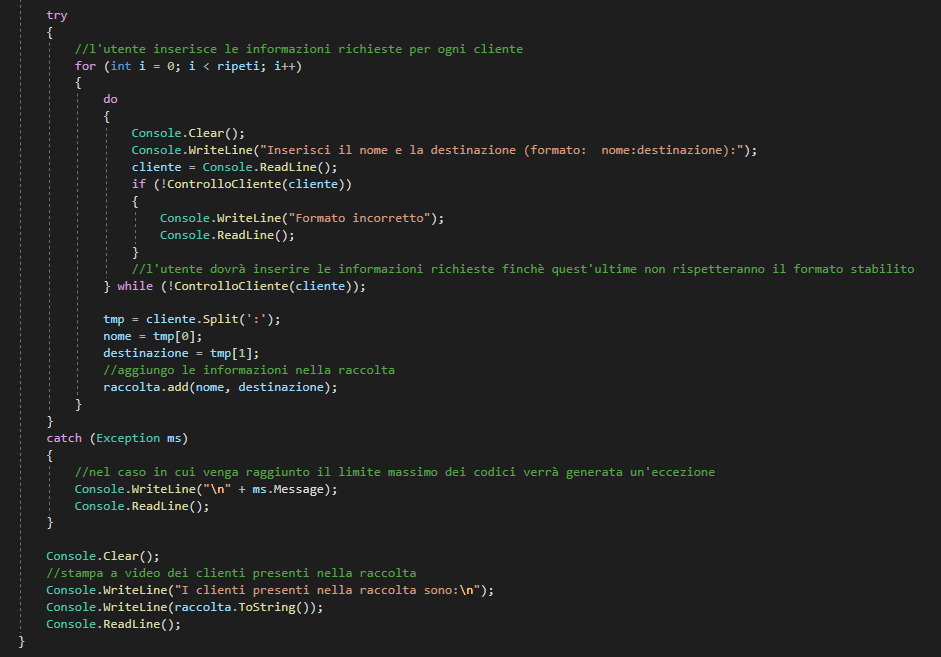 try
{
//l'utente inserisce le informazioni richieste per ogni cliente
for (int i = 0; i < ripeti; i++)
{
do
{
Console.Clear();
Console.WriteLine("Inserisci il nome e la destinazione (formato:  nome:destinazione):");
cliente = Console.ReadLine();
if (!ControlloCliente(cliente))
{
Console.WriteLine("Formato incorretto");
Console.ReadLine();
}
//l'utente dovrà inserire le informazioni richieste finchè quest'ultime non rispetteranno il formato stabilito
} while (!ControlloCliente(cliente));
tmp = cliente.Split(':');
nome = tmp[0];
destinazione = tmp[1];
//aggiungo le informazioni nella raccolta
raccolta.add(nome, destinazione);
}
}
catch (Exception ms)
{
//nel caso in cui venga raggiunto il limite massimo dei codici verrà generata un'eccezione
Console.WriteLine("\n" + ms.Message);
Console.ReadLine();
}
Console.Clear();
//stampa a video dei clienti presenti nella raccolta
Console.WriteLine("I clienti presenti nella raccolta sono:\n");
Console.WriteLine(raccolta.ToString());
Console.ReadLine();
}